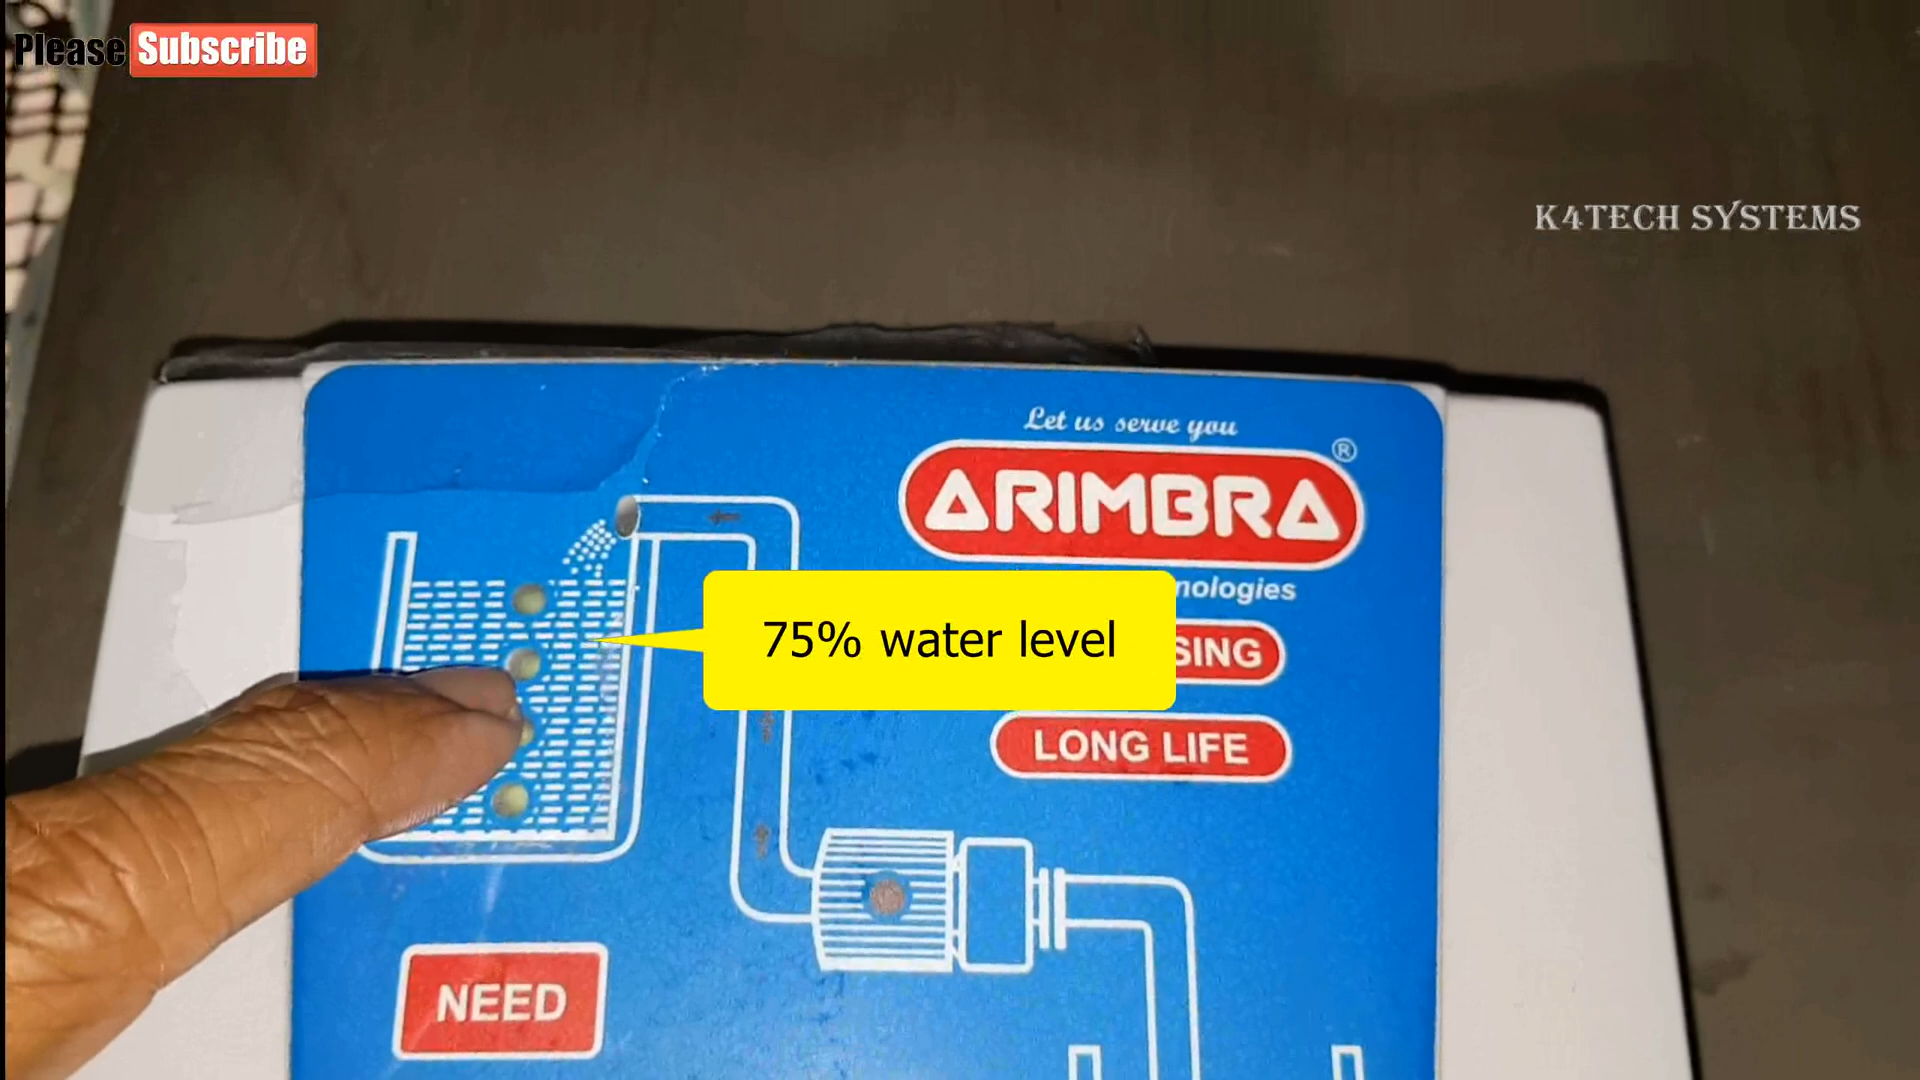 Please Subscribe
K4TECH SYSTEMS
Let us serve you
ARIMBRA
®
nologies
75% water level
SING
LONG LIFE
NEED